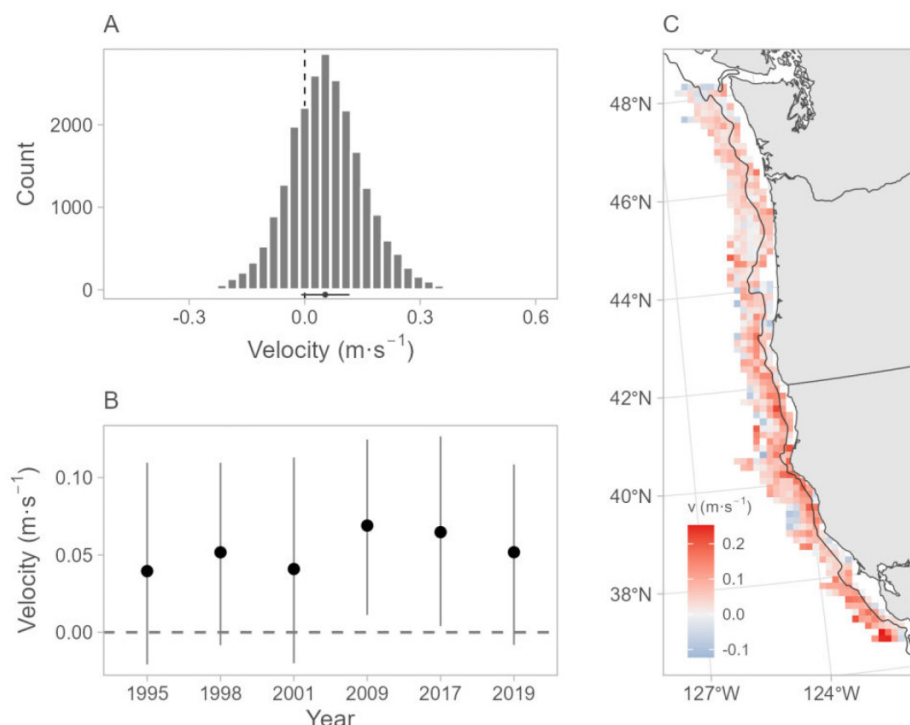 A
Count
2000
1000
0
-0.3
0.0
0.3
0.6
Velocity (m·s⁻¹)
B
Velocity (m·s⁻¹)
0.10
0.05
0.00
1995
1998
2001
2009
2017
2019
Year
C
48°N
46°N
44°N
42°N
40°N
38°N
v (m·s⁻¹)
0.2
0.1
0.0
-0.1
127°W
124°W